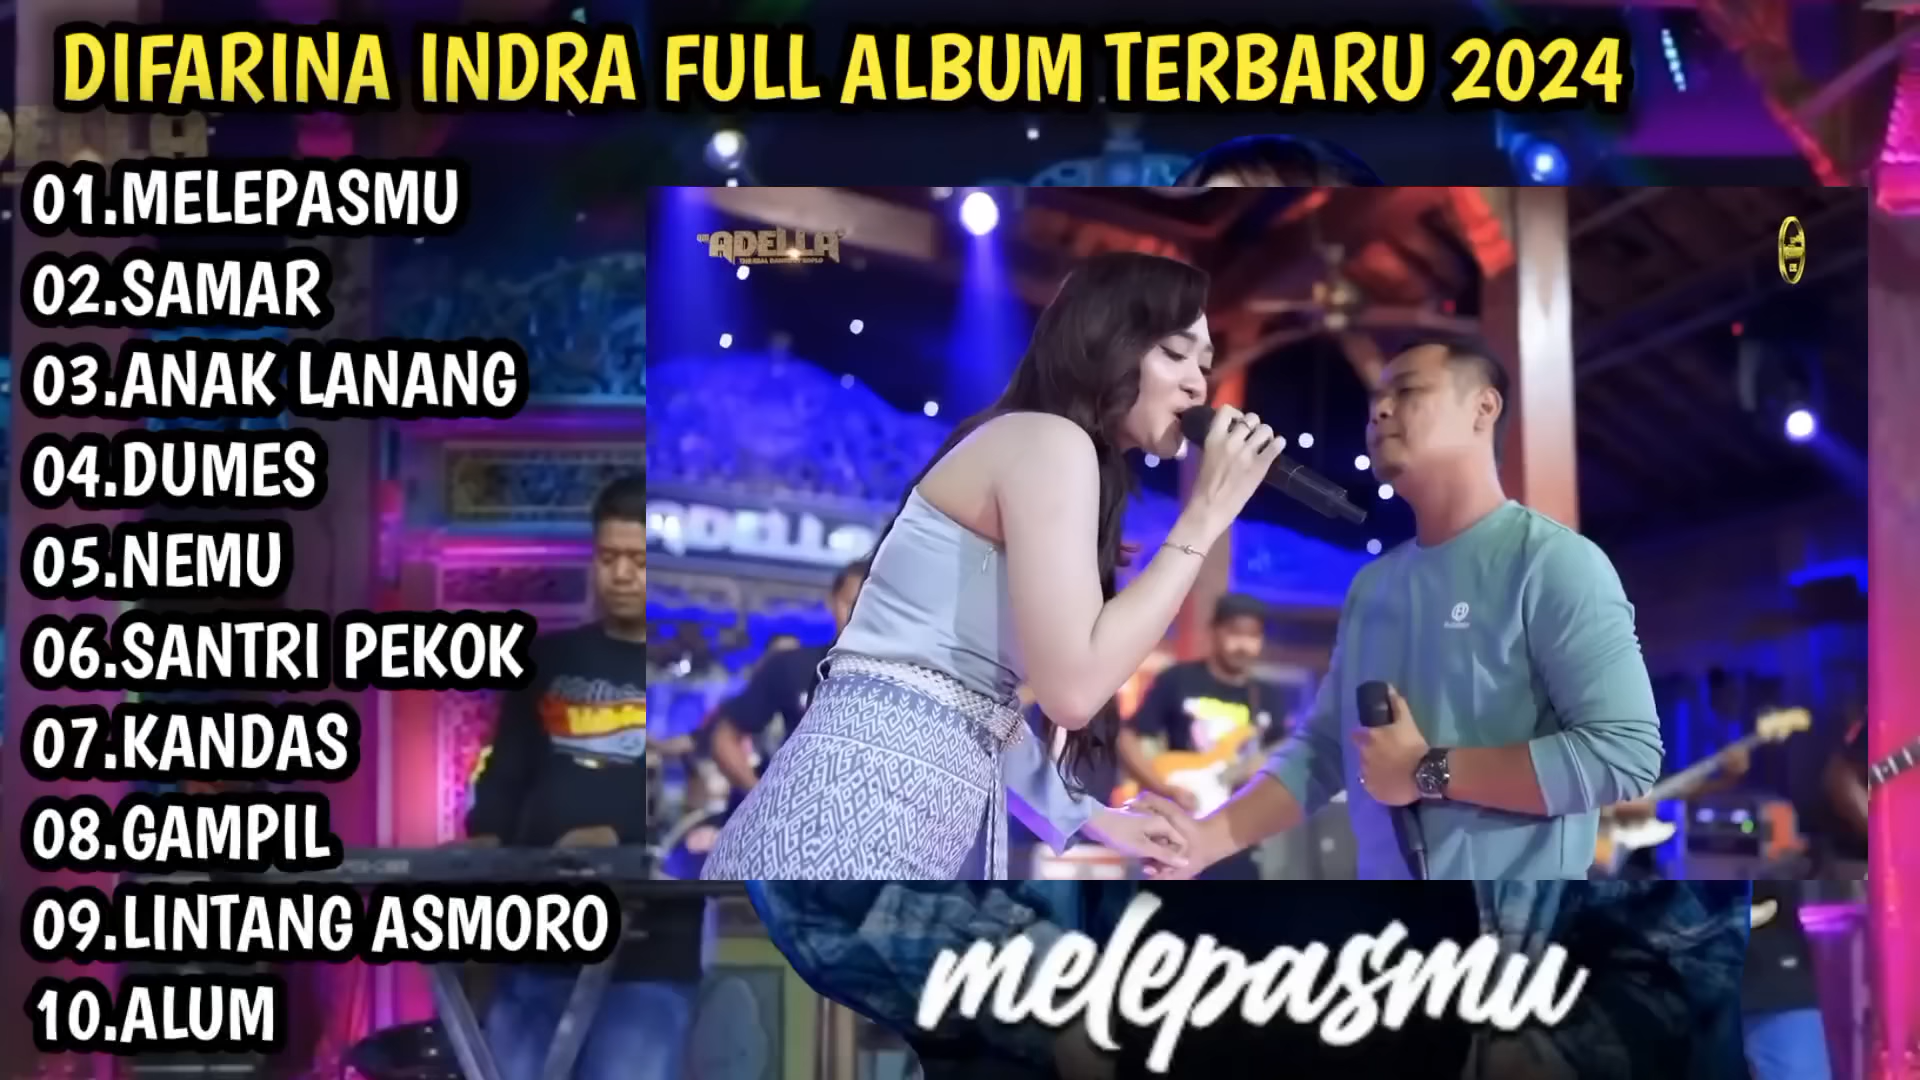 DIFARINA INDRA FULL ALBUM TERBARU 2024
01.MELEPASMU
02.SAMAR
03.ANAK LANANG
04.DUMES
05.NEMU
06.SANTRI PEKOK
07.KANDAS
08.GAMPIL
09.LINTANG ASMORO
10.ALUM
ADELLA
ADELLA
melepasmu